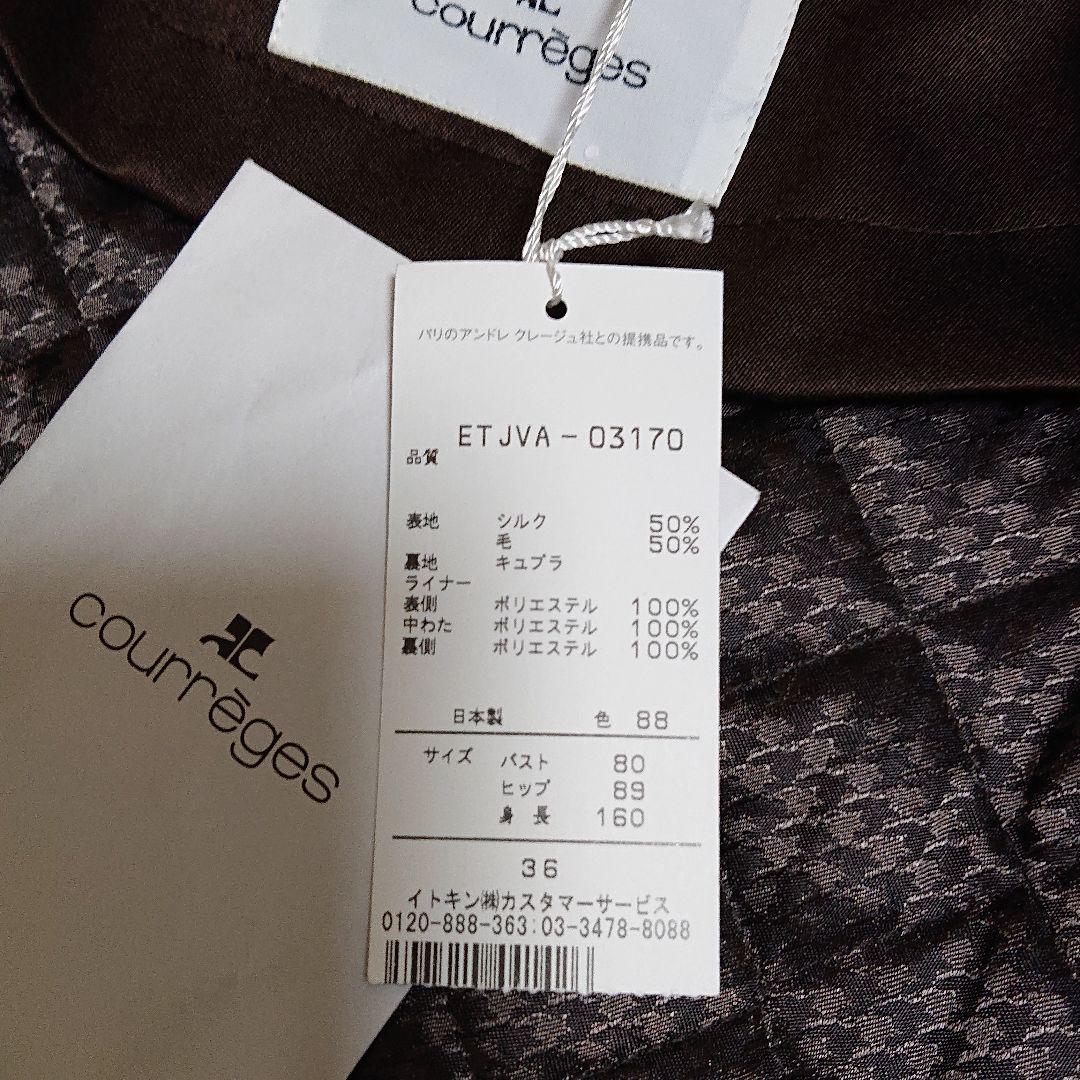 courrēges
パリのアンドレ クレージュ社との提携品です。
ETJVA-03170
品質
表地 シルク 50%
毛 50%
裏地 キュプラ
ライナー
表側 ポリエステル 100%
中わた ポリエステル 100%
裏側 ポリエステル 100%
日本製 色 88
サイズ バスト 80
ヒップ 89
身長 160
36
イトキン㈱カスタマーサービス
0120-888-363:03-3478-8088
courrēges